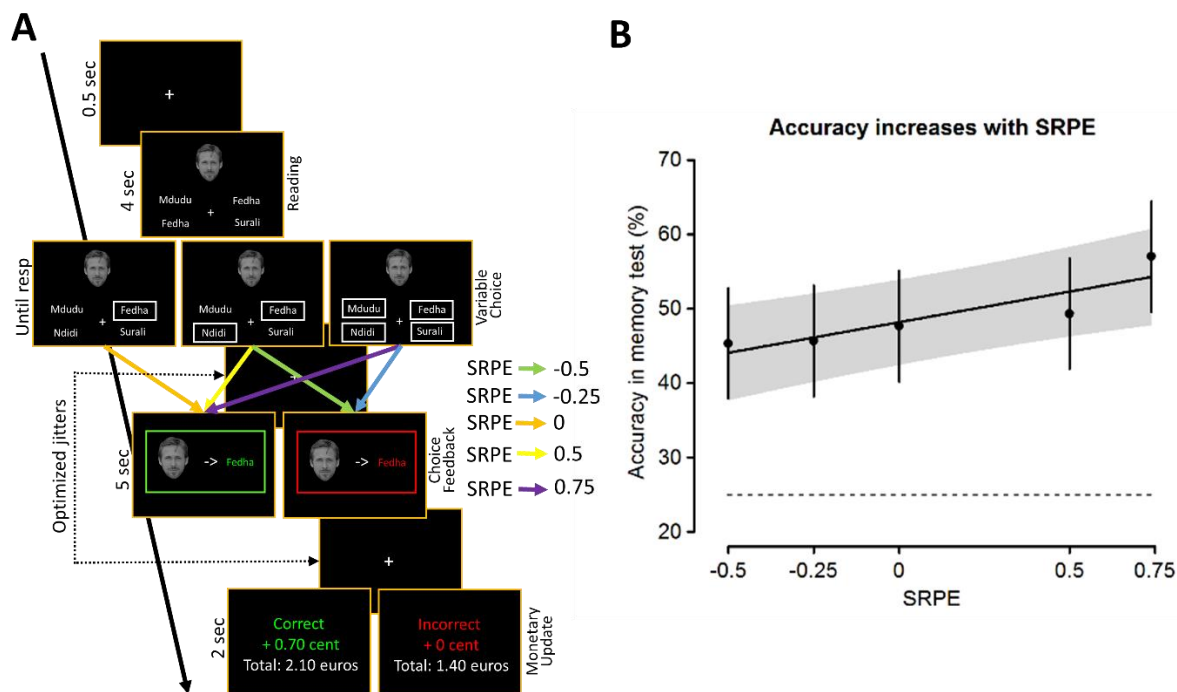 A
0.5 sec
+
4 sec
Mdudu Fedha
+
Fedha Surali
Reading
Until resp
Mdudu Fedha
+
Ndidi Surali
Mdudu Fedha
+
Ndidi Surali
Mdudu Fedha
+
Ndidi Surali
Variable
Choice
SRPE -0.5
SRPE -0.25
SRPE 0
SRPE 0.5
SRPE 0.75
Optimized jitters
5 sec
-> Fedha
-> Fedha
Choice
Feedback
+
2 sec
Correct
+ 0.70 cent
Total: 2.10 euros
Incorrect
+ 0 cent
Total: 1.40 euros
Monetary
Update
B
Accuracy increases with SRPE
Accuracy in memory test (%)
70
60
50
40
30
20
-0.5 -0.25 0 0.5 0.75
SRPE